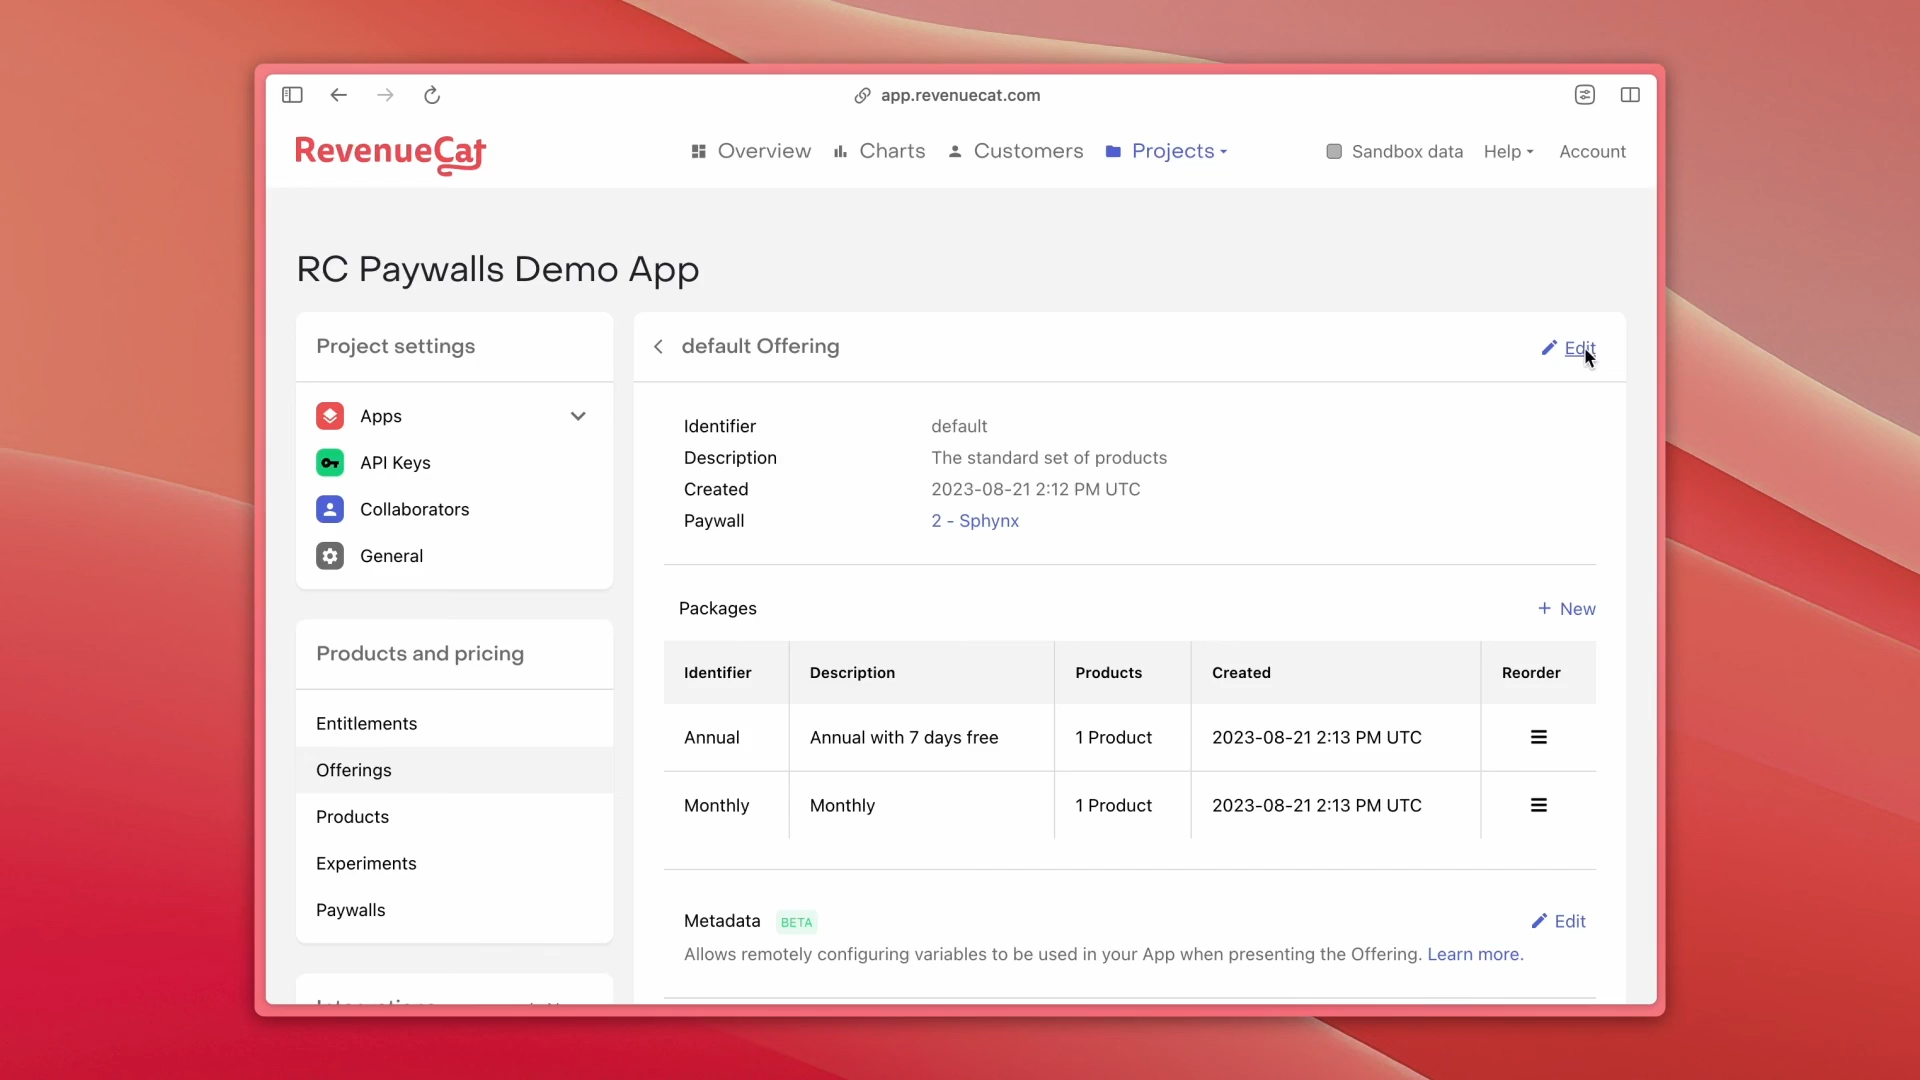 app.revenuecat.com
RevenueCat
Overview
Charts
Customers
Projects
Sandbox data
Help
Account
RC Paywalls Demo App
Project settings
Apps
API Keys
Collaborators
General
Products and pricing
Entitlements
Offerings
Products
Experiments
Paywalls
default Offering
Edit
Identifier default
Description The standard set of products
Created 2023-08-21 2:12 PM UTC
Paywall 2 - Sphynx
Packages
+ New
Identifier Description Products Created Reorder
Annual Annual with 7 days free 1 Product 2023-08-21 2:13 PM UTC
Monthly Monthly 1 Product 2023-08-21 2:13 PM UTC
Metadata BETA
Edit
Allows remotely configuring variables to be used in your App when presenting the Offering. Learn more.